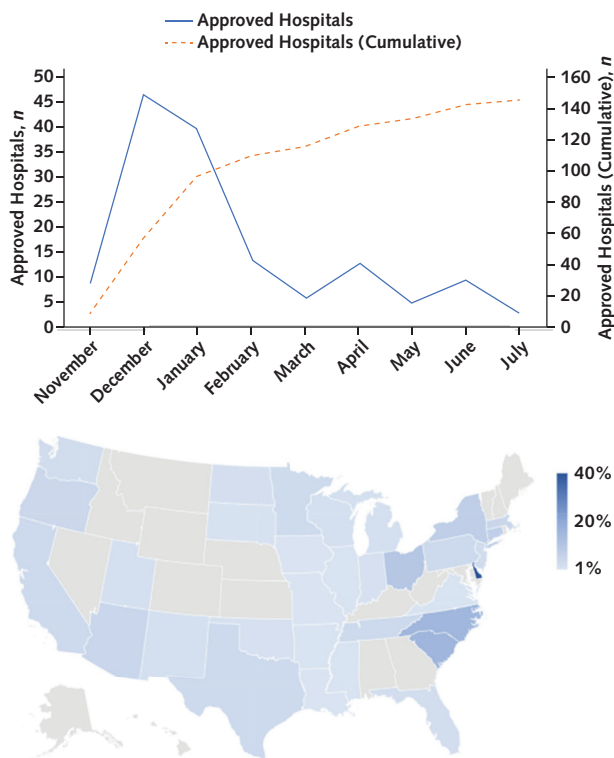 Approved Hospitals
Approved Hospitals (Cumulative)
Approved Hospitals, n
50
45
40
35
30
25
20
15
10
5
0
160
140
120
100
80
60
40
20
0
Approved Hospitals (Cumulative), n
November
December
January
February
March
April
May
June
July
40%
20%
1%